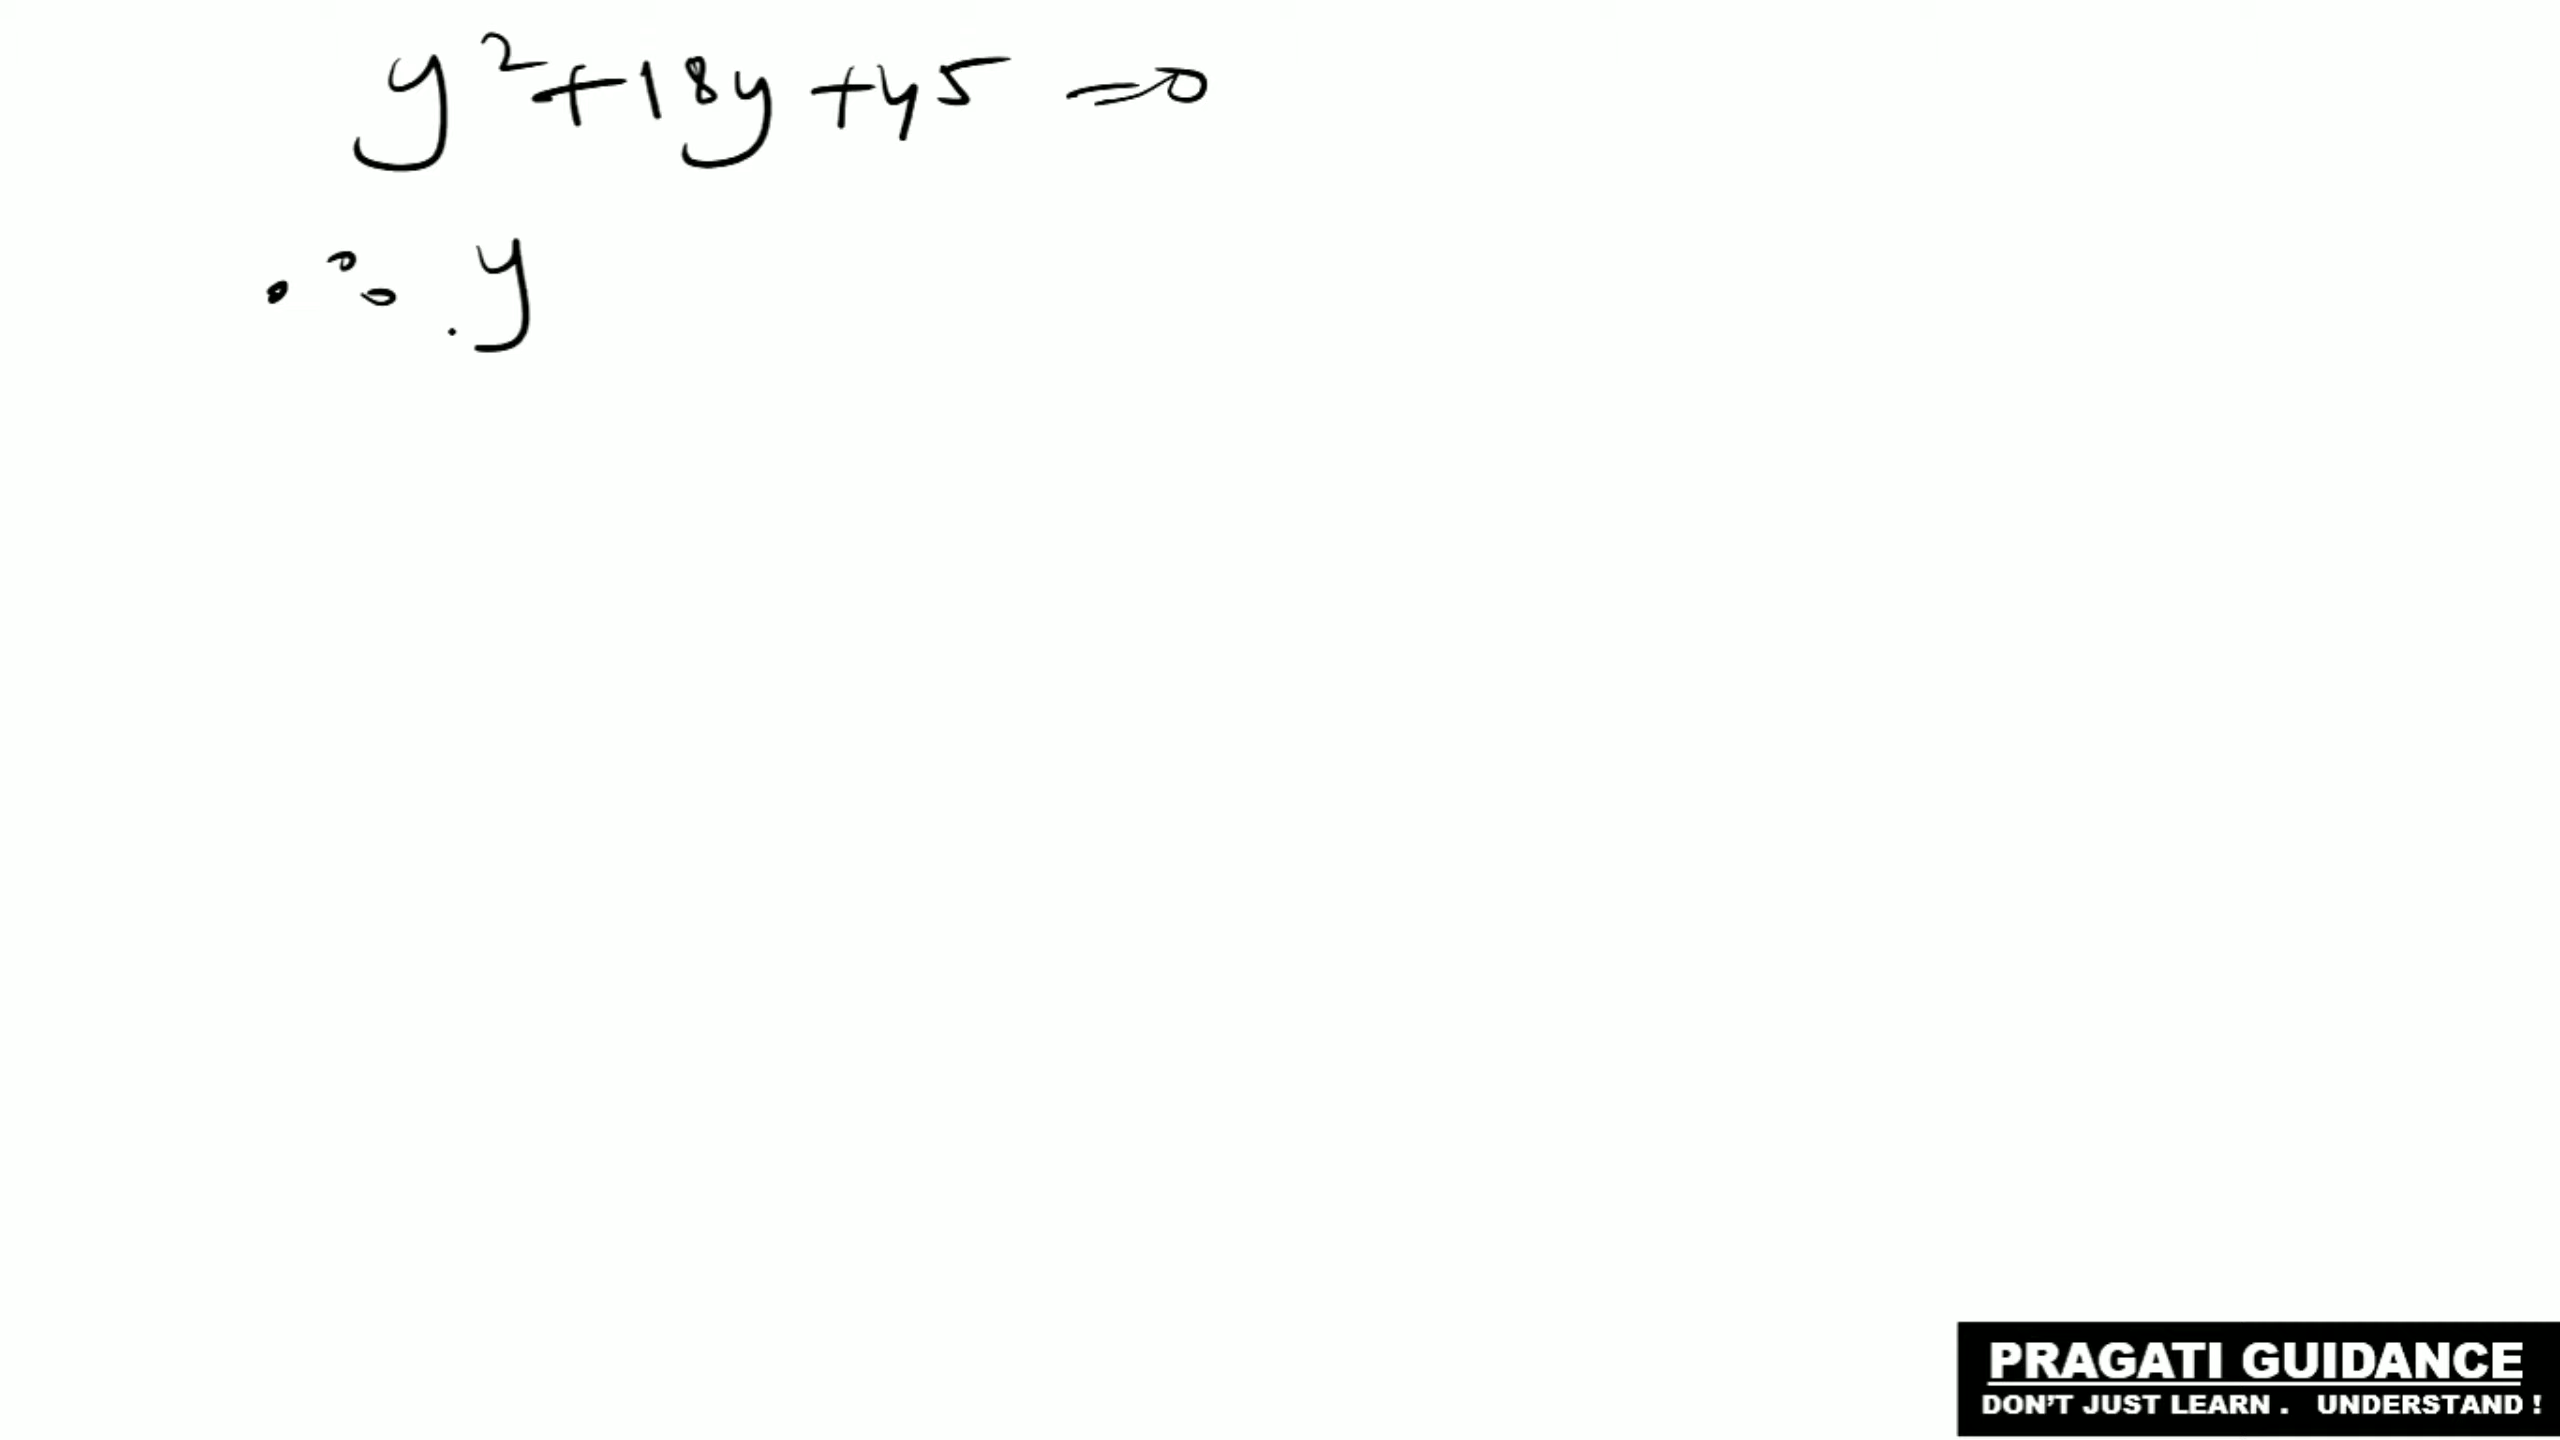 y²+18y+45=0
∴ y
PRAGATI GUIDANCE
DON'T JUST LEARN. UNDERSTAND!